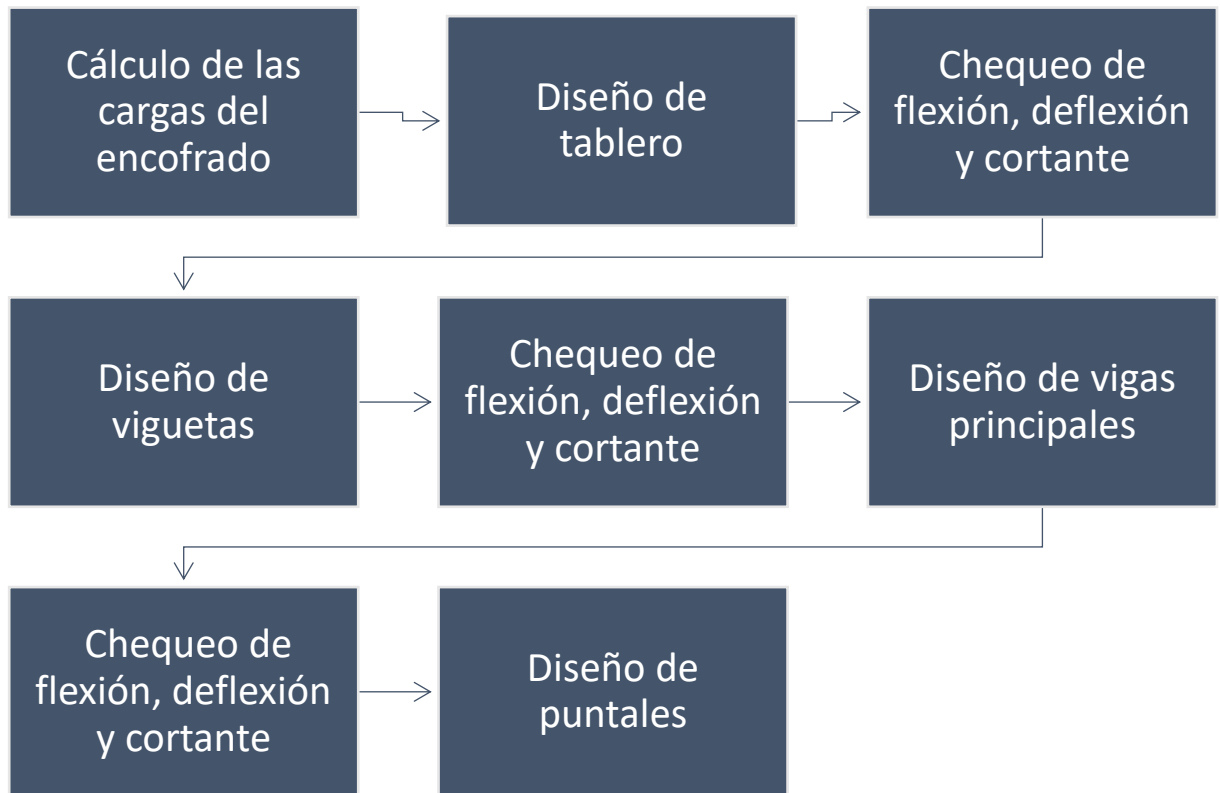 Cálculo de las
cargas del
encofrado
Diseño de
tablero
Chequeo de
flexión, deflexión
y cortante
Diseño de
viguetas
Chequeo de
flexión, deflexión
y cortante
Diseño de vigas
principales
Chequeo de
flexión, deflexión
y cortante
Diseño de
puntales